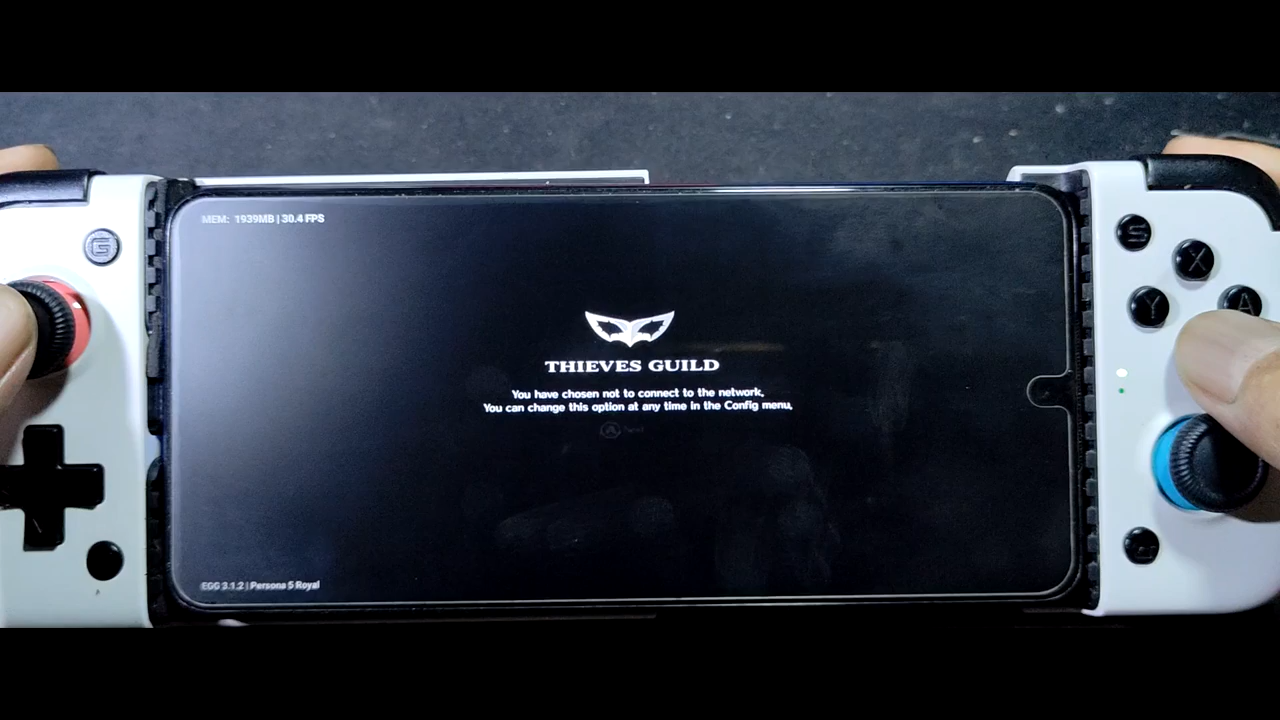 MEM: 1939MB | 30.4 FPS
G
S
X
Y
A
THIEVES GUILD
You have chosen not to connect to the network.
You can change this option at any time in the Config menu.
EGG 3.1.2 | Persona 5 Royal